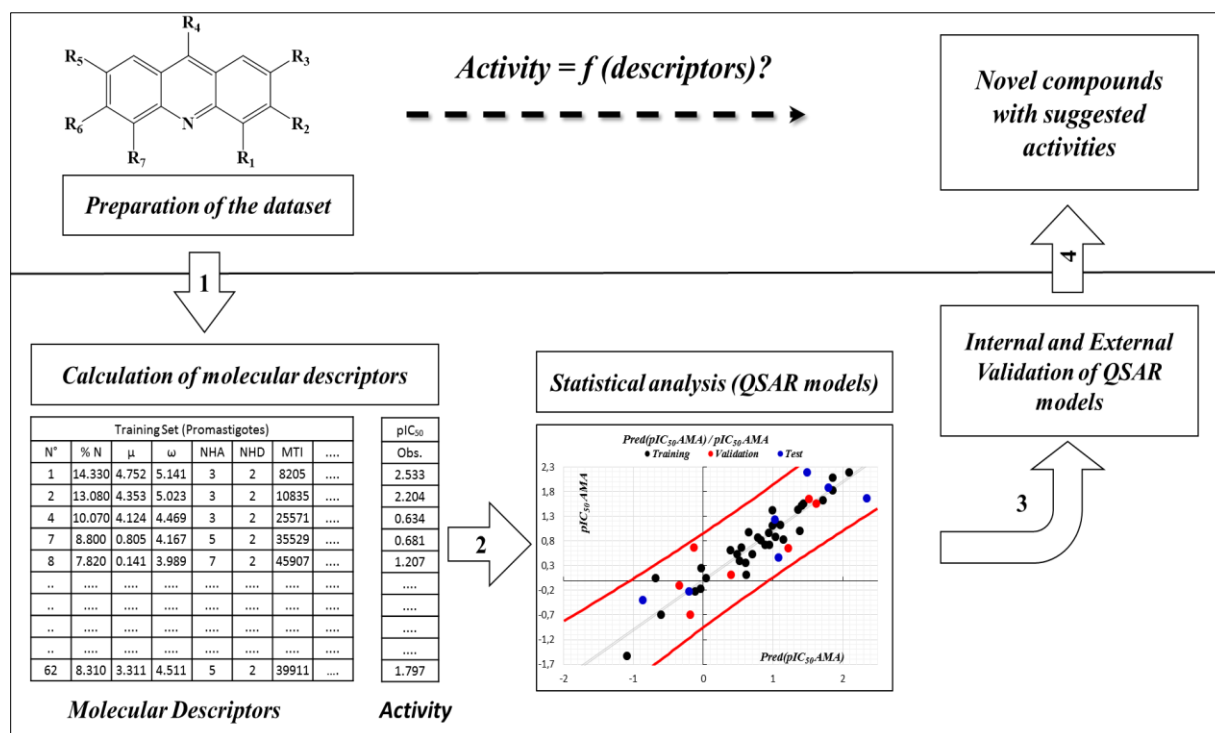 R4
R5
R3
R6
N
R2
R7
R1
Activity = f (descriptors)?
Novel compounds
with suggested
activities
Preparation of the dataset
1
4
Calculation of molecular descriptors
Statistical analysis (QSAR models)
Internal and External
Validation of QSAR
models
Training Set (Promastigotes)
pIC50
N° % N μ ω NHA NHD MTI ....
Obs.
1 14.330 4.752 5.141 3 2 8205 ....
2.533
2 13.080 4.353 5.023 3 2 10835 ....
2.204
4 10.070 4.124 4.469 3 2 25571 ....
0.634
7 8.800 0.805 4.167 5 2 35529 ....
0.681
8 7.820 0.141 3.989 7 2 45907 ....
1.207
.. .... .... .... .... .... .... ....
....
.. .... .... .... .... .... .... ....
....
.. .... .... .... .... .... .... ....
....
.. .... .... .... .... .... .... ....
....
62 8.310 3.311 4.511 5 2 39911 ....
1.797
Molecular Descriptors
Activity
2
Pred(pIC50AMA) / pIC50AMA
Training Validation Test
pIC50AMA
2,3
1,8
1,3
0,8
0,3
-0,2
-0,7
-1,2
-1,7
Pred(pIC50AMA)
-2 -1 0 1 2
3